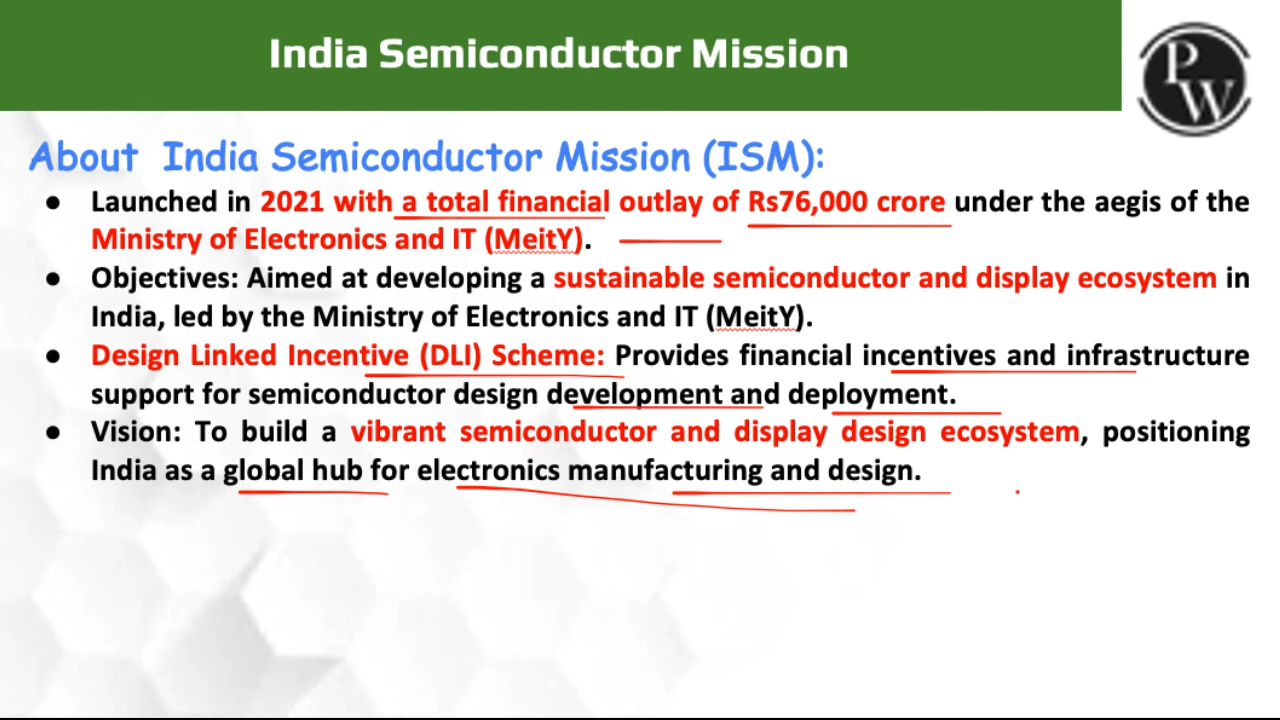 India Semiconductor Mission
PW
About India Semiconductor Mission (ISM):
● Launched in 2021 with a total financial outlay of Rs76,000 crore under the aegis of the
Ministry of Electronics and IT (MeitY).
● Objectives: Aimed at developing a sustainable semiconductor and display ecosystem in
India, led by the Ministry of Electronics and IT (MeitY).
● Design Linked Incentive (DLI) Scheme: Provides financial incentives and infrastructure
support for semiconductor design development and deployment.
● Vision: To build a vibrant semiconductor and display design ecosystem, positioning
India as a global hub for electronics manufacturing and design.